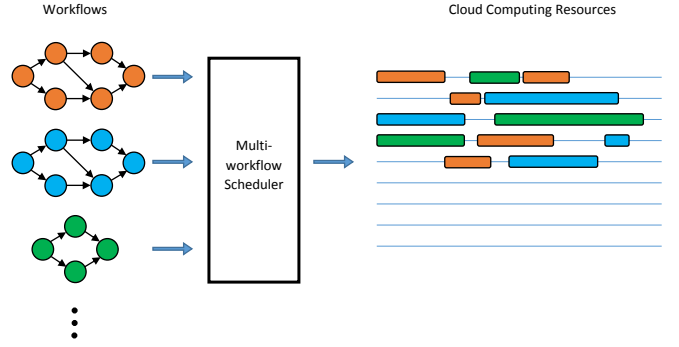 Workflows
Cloud Computing Resources
Multi-
workflow
Scheduler